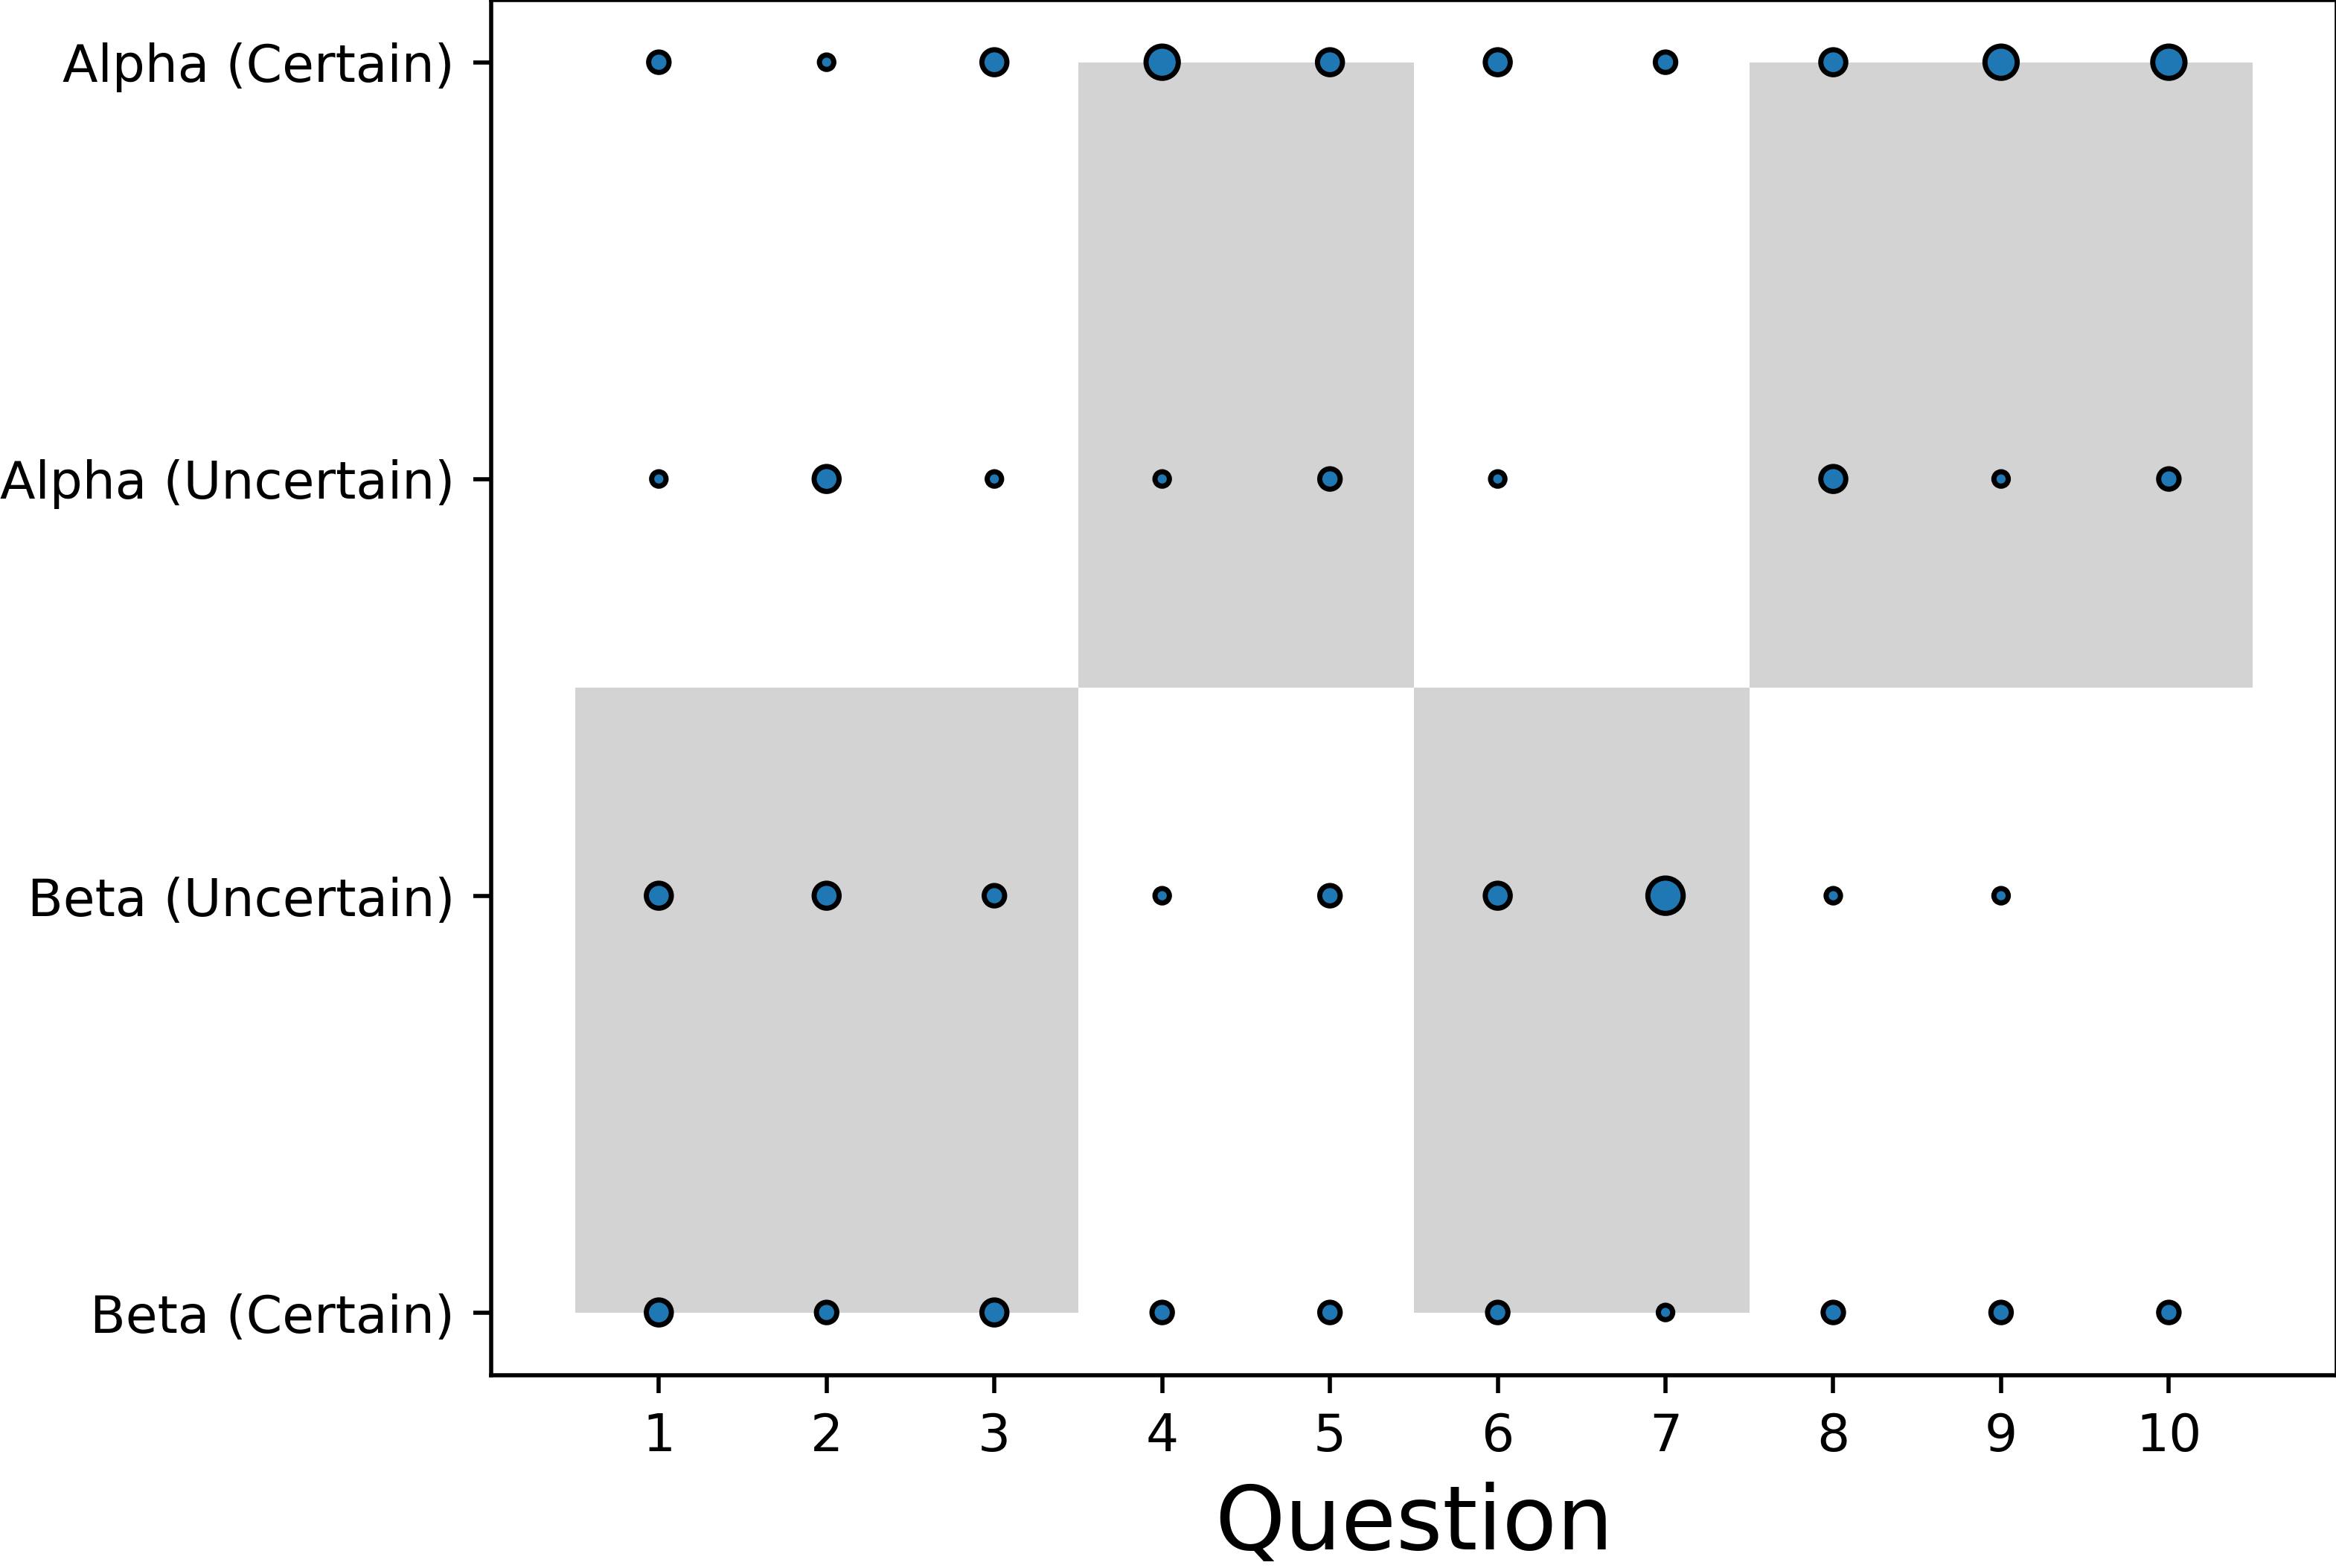 Alpha (Certain)
Alpha (Uncertain)
Beta (Uncertain)
Beta (Certain)
1 2 3 4 5 6 7 8 9 10
Question